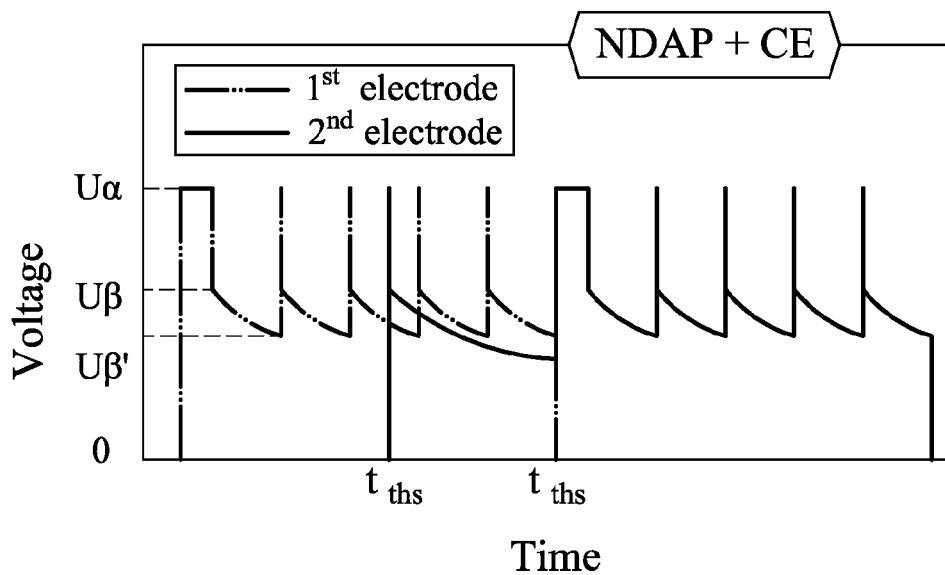 NDAP + CE
1st electrode
2nd electrode
Uα
Uβ
Uβ'
0
Voltage
t ths
t ths
Time